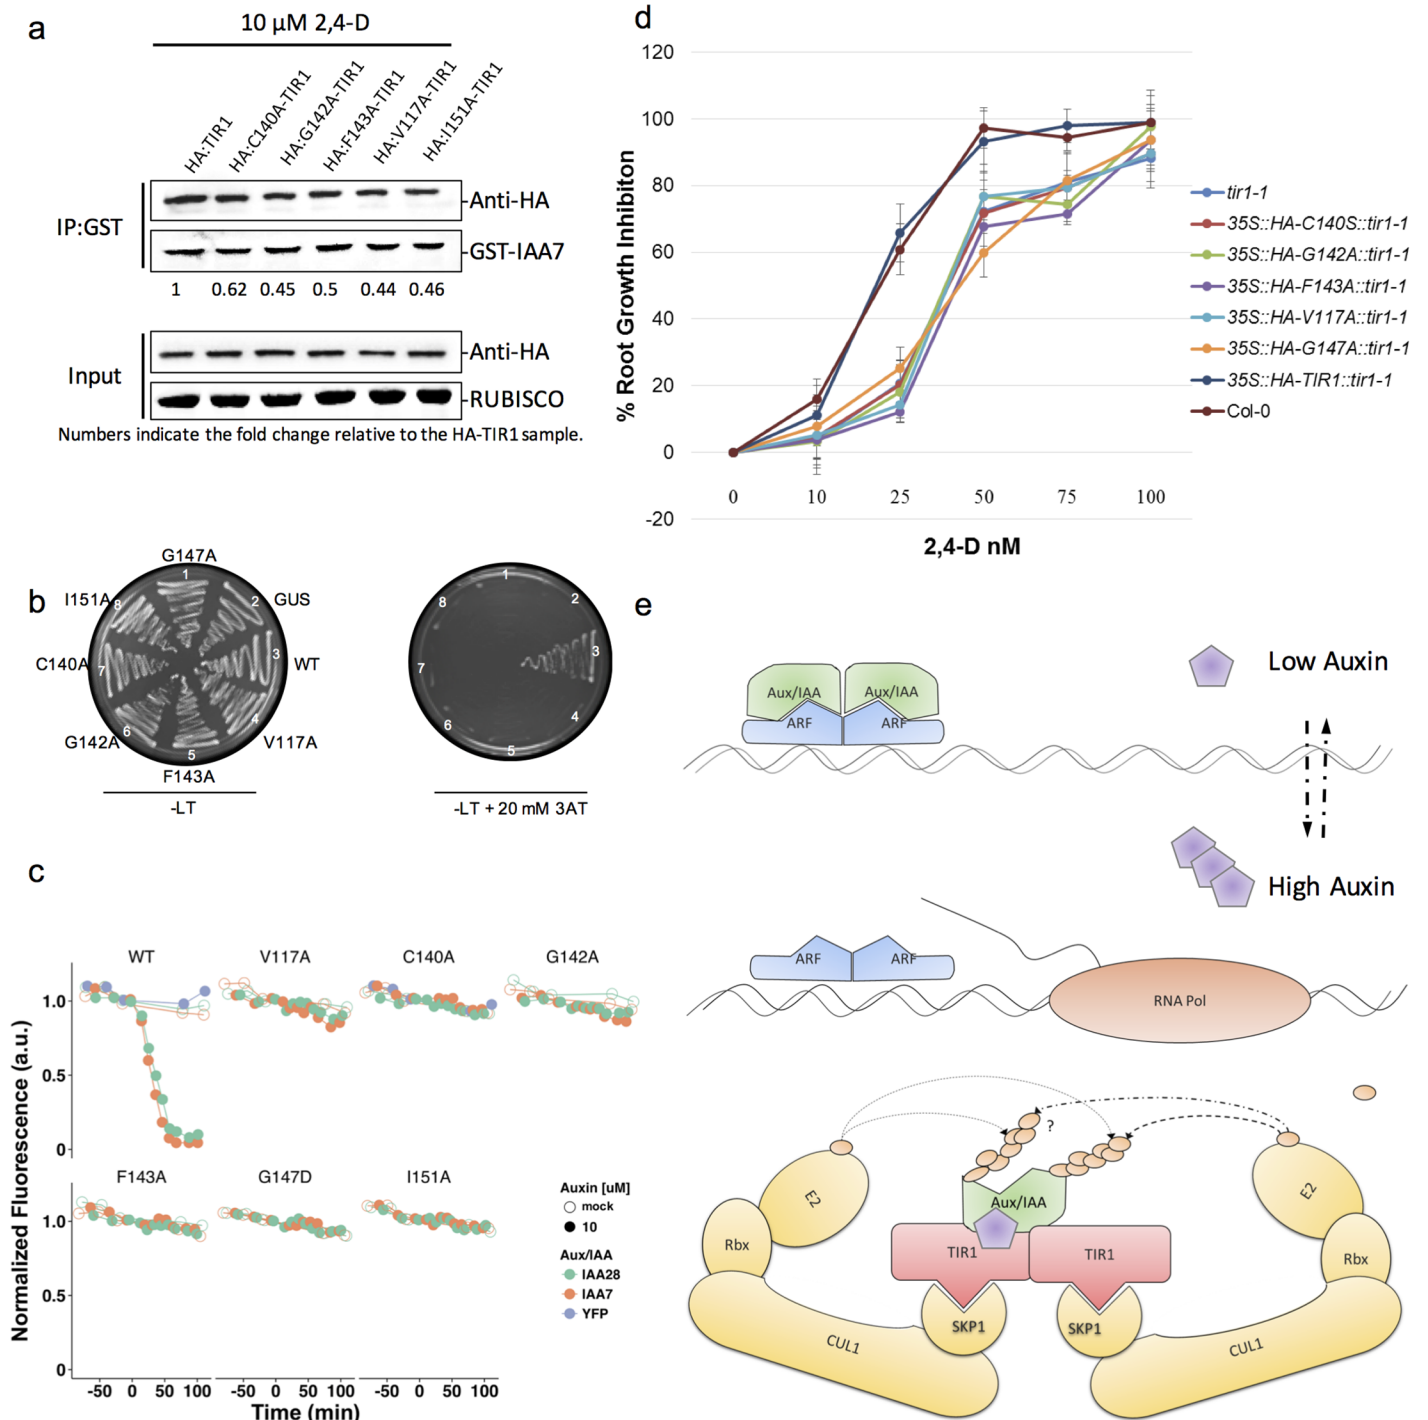 a
10 µM 2,4-D
HA:TIR1
HA:C140A-TIR1
HA:G142A-TIR1
HA:F143A-TIR1
HA:V117A-TIR1
HA:I151A-TIR1
IP:GST
-Anti-HA
-GST-IAA7
1 0.62 0.45 0.5 0.44 0.46
Input
-Anti-HA
-RUBISCO
Numbers indicate the fold change relative to the HA-TIR1 sample.
b
G147A
I151A
GUS
C140A
WT
G142A
V117A
F143A
1
2
3
4
5
6
7
8
-LT
1
2
3
4
5
6
7
8
-LT + 20 mM 3AT
c
Normalized Fluorescence (a.u.)
WT V117A C140A G142A
1.0
0.5
0
F143A G147D I151A
1.0
0.5
0
-50 0 50 100 -50 0 50 100 -50 0 50 100
Time (min)
Auxin [uM]
mock
10
Aux/IAA
IAA28
IAA7
YFP
d
% Root Growth Inhibiton
120
100
80
60
40
20
0
-20
0 10 25 50 75 100
2,4-D nM
tir1-1
35S::HA-C140S::tir1-1
35S::HA-G142A::tir1-1
35S::HA-F143A::tir1-1
35S::HA-V117A::tir1-1
35S::HA-G147A::tir1-1
35S::HA-TIR1::tir1-1
Col-0
e
Low Auxin
Aux/IAA Aux/IAA
ARF ARF
High Auxin
ARF ARF
RNA Pol
?
E2
Aux/IAA
E2
Rbx
TIR1 TIR1
Rbx
SKP1 SKP1
CUL1 CUL1